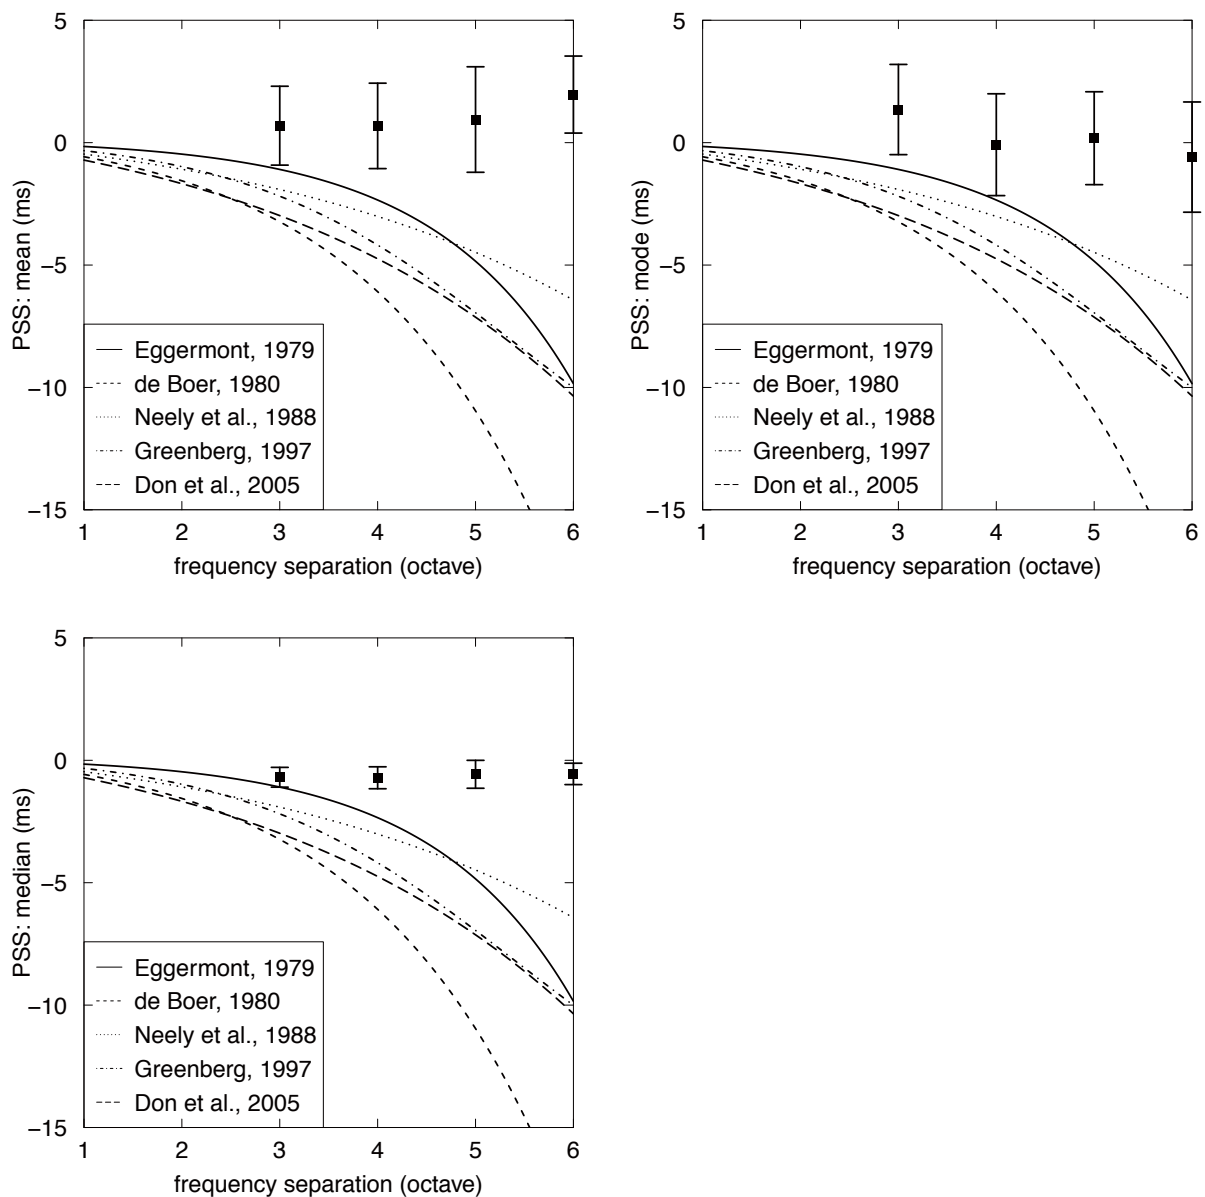 5
0
−5
−10
−15
PSS: mean (ms)
Eggermont, 1979
de Boer, 1980
Neely et al., 1988
Greenberg, 1997
Don et al., 2005
1 2 3 4 5 6
frequency separation (octave)
5
0
−5
−10
−15
PSS: mode (ms)
Eggermont, 1979
de Boer, 1980
Neely et al., 1988
Greenberg, 1997
Don et al., 2005
1 2 3 4 5 6
frequency separation (octave)
5
0
−5
−10
−15
PSS: median (ms)
Eggermont, 1979
de Boer, 1980
Neely et al., 1988
Greenberg, 1997
Don et al., 2005
1 2 3 4 5 6
frequency separation (octave)